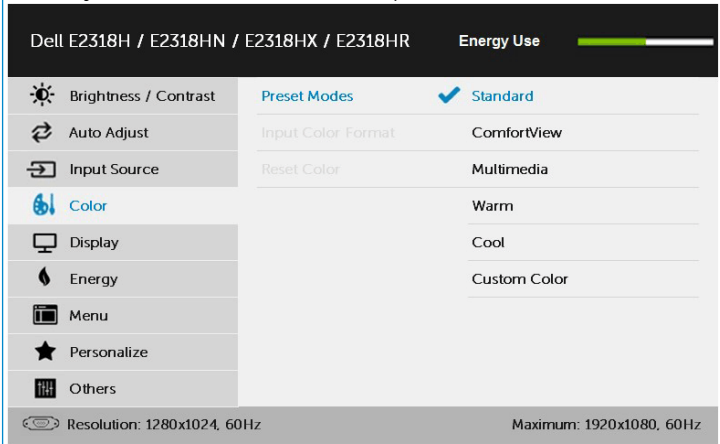 Dell E2318H / E2318HN / E2318HX / E2318HR Energy Use
Brightness / Contrast Preset Modes Standard
Auto Adjust Input Color Format ComfortView
Input Source Reset Color Multimedia
Color Warm
Display Cool
Energy Custom Color
Menu
Personalize
Others
Resolution: 1280x1024, 60Hz Maximum: 1920x1080, 60Hz